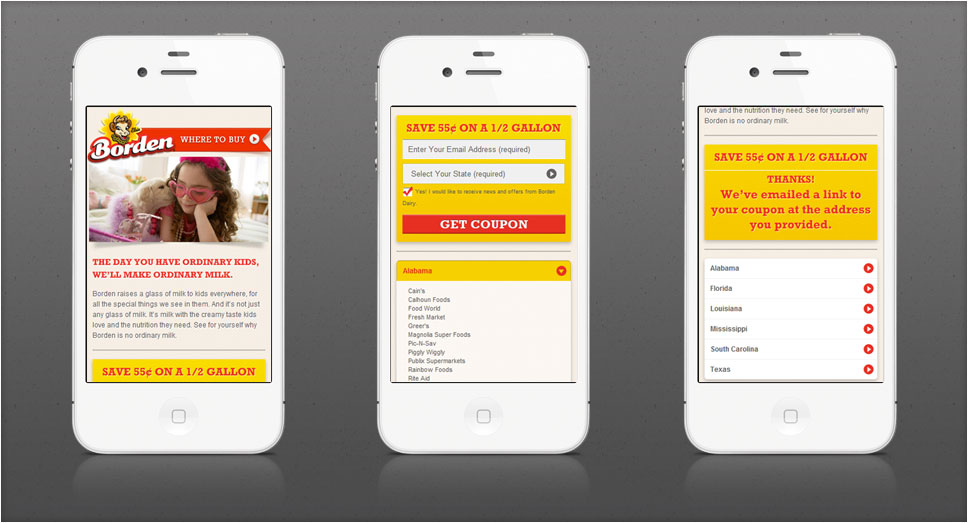 Borden
WHERE TO BUY
THE DAY YOU HAVE ORDINARY KIDS,
WE'LL MAKE ORDINARY MILK.
Borden raises a glass of milk to kids everywhere, for
all the special things we see in them. And it's not just
any glass of milk. It's milk with the creamy taste kids
love and the nutrition they need. See for yourself why
Borden is no ordinary milk.
SAVE 55¢ ON A 1/2 GALLON
SAVE 55¢ ON A 1/2 GALLON
Enter Your Email Address (required)
Select Your State (required)
Yes! I would like to receive news and offers from Borden
Dairy.
GET COUPON
Alabama
Cain's
Calhoun Foods
Food World
Fresh Market
Greer's
Magnolia Super Foods
Pic-N-Sav
Piggly Wiggly
Publix Supermarkets
Rainbow Foods
Rite Aid
love and the nutrition they need. See for yourself why
Borden is no ordinary milk.
SAVE 55¢ ON A 1/2 GALLON
THANKS!
We've emailed a link to
your coupon at the address
you provided.
Alabama
Florida
Louisiana
Mississippi
South Carolina
Texas